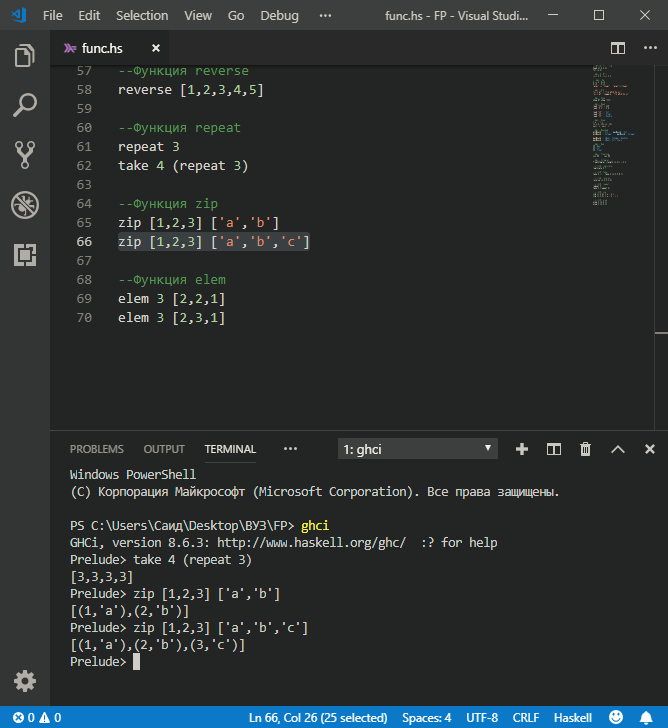 File Edit Selection View Go Debug ··· func.hs - FP - Visual Studi...
func.hs
57 --Функция reverse
58 reverse [1,2,3,4,5]
59
60 --Функция repeat
61 repeat 3
62 take 4 (repeat 3)
63
64 --Функция zip
65 zip [1,2,3] ['a','b']
66 zip [1,2,3] ['a','b','c']
67
68 --Функция elem
69 elem 3 [2,2,1]
70 elem 3 [2,3,1]
PROBLEMS OUTPUT TERMINAL ··· 1: ghci
Windows PowerShell
(C) Корпорация Майкрософт (Microsoft Corporation). Все права защищены.
PS C:\Users\Саид\Desktop\ВУЗ\FP> ghci
GHCi, version 8.6.3: http://www.haskell.org/ghc/  :? for help
Prelude> take 4 (repeat 3)
[3,3,3,3]
Prelude> zip [1,2,3] ['a','b']
[(1,'a'),(2,'b')]
Prelude> zip [1,2,3] ['a','b','c']
[(1,'a'),(2,'b'),(3,'c')]
Prelude>
0 0 Ln 66, Col 26 (25 selected) Spaces: 4 UTF-8 CRLF Haskell